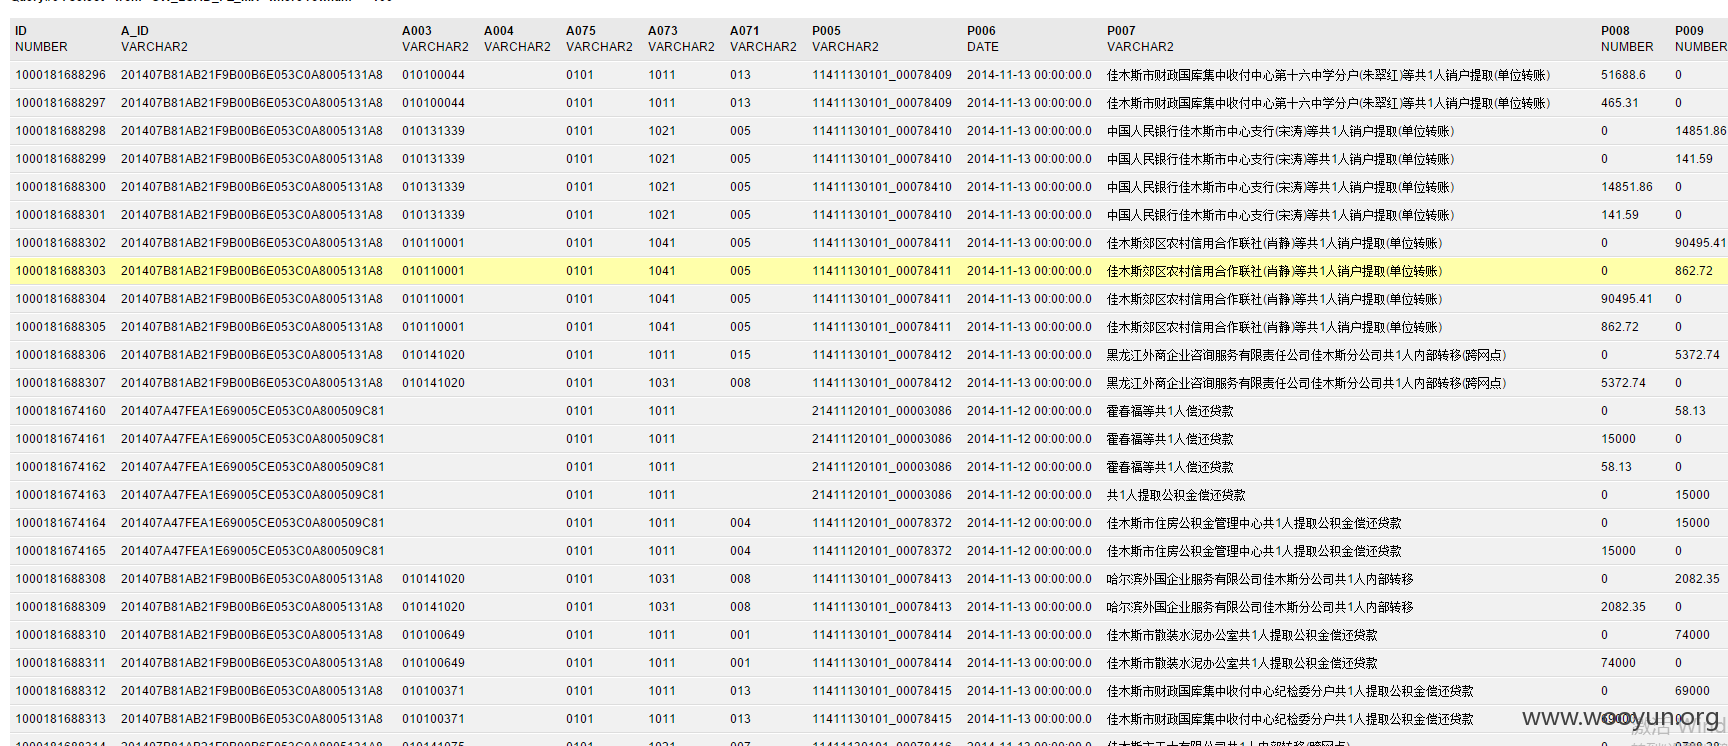 ID A_ID A003 A004 A075 A073 A071 P005 P006 P007 P008 P009
NUMBER VARCHAR2 VARCHAR2 VARCHAR2 VARCHAR2 VARCHAR2 VARCHAR2 VARCHAR2 DATE VARCHAR2 NUMBER NUMBER
1000181688296 201407B81AB21F9B00B6E053C0A8005131A8 010100044 0101 1011 013 11411130101_00078409 2014-11-13 00:00:00.0 佳木斯市财政国库集中收付中心第十六中学分户(朱翠红)等共1人销户提取(单位转账) 51688.6 0
1000181688297 201407B81AB21F9B00B6E053C0A8005131A8 010100044 0101 1011 013 11411130101_00078409 2014-11-13 00:00:00.0 佳木斯市财政国库集中收付中心第十六中学分户(朱翠红)等共1人销户提取(单位转账) 465.31 0
1000181688298 201407B81AB21F9B00B6E053C0A8005131A8 010131339 0101 1021 005 11411130101_00078410 2014-11-13 00:00:00.0 中国人民银行佳木斯市中心支行(宋涛)等共1人销户提取(单位转账) 0 14851.86
1000181688299 201407B81AB21F9B00B6E053C0A8005131A8 010131339 0101 1021 005 11411130101_00078410 2014-11-13 00:00:00.0 中国人民银行佳木斯市中心支行(宋涛)等共1人销户提取(单位转账) 0 141.59
1000181688300 201407B81AB21F9B00B6E053C0A8005131A8 010131339 0101 1021 005 11411130101_00078410 2014-11-13 00:00:00.0 中国人民银行佳木斯市中心支行(宋涛)等共1人销户提取(单位转账) 14851.86 0
1000181688301 201407B81AB21F9B00B6E053C0A8005131A8 010131339 0101 1021 005 11411130101_00078410 2014-11-13 00:00:00.0 中国人民银行佳木斯市中心支行(宋涛)等共1人销户提取(单位转账) 141.59 0
1000181688302 201407B81AB21F9B00B6E053C0A8005131A8 010110001 0101 1041 005 11411130101_00078411 2014-11-13 00:00:00.0 佳木斯郊区农村信用合作联社(肖静)等共1人销户提取(单位转账) 0 90495.41
1000181688303 201407B81AB21F9B00B6E053C0A8005131A8 010110001 0101 1041 005 11411130101_00078411 2014-11-13 00:00:00.0 佳木斯郊区农村信用合作联社(肖静)等共1人销户提取(单位转账) 0 862.72
1000181688304 201407B81AB21F9B00B6E053C0A8005131A8 010110001 0101 1041 005 11411130101_00078411 2014-11-13 00:00:00.0 佳木斯郊区农村信用合作联社(肖静)等共1人销户提取(单位转账) 90495.41 0
1000181688305 201407B81AB21F9B00B6E053C0A8005131A8 010110001 0101 1041 005 11411130101_00078411 2014-11-13 00:00:00.0 佳木斯郊区农村信用合作联社(肖静)等共1人销户提取(单位转账) 862.72 0
1000181688306 201407B81AB21F9B00B6E053C0A8005131A8 010141020 0101 1011 015 11411130101_00078412 2014-11-13 00:00:00.0 黑龙江外商企业咨询服务有限责任公司佳木斯分公司共1人内部转移(跨网点) 0 5372.74
1000181688307 201407B81AB21F9B00B6E053C0A8005131A8 010141020 0101 1031 008 11411130101_00078412 2014-11-13 00:00:00.0 黑龙江外商企业咨询服务有限责任公司佳木斯分公司共1人内部转移(跨网点) 5372.74 0
1000181674160 201407A47FEA1E69005CE053C0A800509C81 0101 1011 21411120101_00003086 2014-11-12 00:00:00.0 霍春福等共1人偿还贷款 0 58.13
1000181674161 201407A47FEA1E69005CE053C0A800509C81 0101 1011 21411120101_00003086 2014-11-12 00:00:00.0 霍春福等共1人偿还贷款 15000 0
1000181674162 201407A47FEA1E69005CE053C0A800509C81 0101 1011 21411120101_00003086 2014-11-12 00:00:00.0 霍春福等共1人偿还贷款 58.13 0
1000181674163 201407A47FEA1E69005CE053C0A800509C81 0101 1011 21411120101_00003086 2014-11-12 00:00:00.0 共1人提取公积金偿还贷款 0 15000
1000181674164 201407A47FEA1E69005CE053C0A800509C81 0101 1011 004 11411120101_00078372 2014-11-12 00:00:00.0 佳木斯市住房公积金管理中心共1人提取公积金偿还贷款 0 15000
1000181674165 201407A47FEA1E69005CE053C0A800509C81 0101 1011 004 11411120101_00078372 2014-11-12 00:00:00.0 佳木斯市住房公积金管理中心共1人提取公积金偿还贷款 15000 0
1000181688308 201407B81AB21F9B00B6E053C0A8005131A8 010141020 0101 1031 008 11411130101_00078413 2014-11-13 00:00:00.0 哈尔滨外国企业服务有限公司佳木斯分公司共1人内部转移 0 2082.35
1000181688309 201407B81AB21F9B00B6E053C0A8005131A8 010141020 0101 1031 008 11411130101_00078413 2014-11-13 00:00:00.0 哈尔滨外国企业服务有限公司佳木斯分公司共1人内部转移 2082.35 0
1000181688310 201407B81AB21F9B00B6E053C0A8005131A8 010100649 0101 1011 001 11411130101_00078414 2014-11-13 00:00:00.0 佳木斯市散装水泥办公室共1人提取公积金偿还贷款 0 74000
1000181688311 201407B81AB21F9B00B6E053C0A8005131A8 010100649 0101 1011 001 11411130101_00078414 2014-11-13 00:00:00.0 佳木斯市散装水泥办公室共1人提取公积金偿还贷款 74000 0
1000181688312 201407B81AB21F9B00B6E053C0A8005131A8 010100371 0101 1011 013 11411130101_00078415 2014-11-13 00:00:00.0 佳木斯市财政国库集中收付中心纪检委分户共1人提取公积金偿还贷款 0 69000
1000181688313 201407B81AB21F9B00B6E053C0A8005131A8 010100371 0101 1011 013 11411130101_00078415 2014-11-13 00:00:00.0 佳木斯市财政国库集中收付中心纪检委分户共1人提取公积金偿还贷款 69000 0
www.wooyun.org